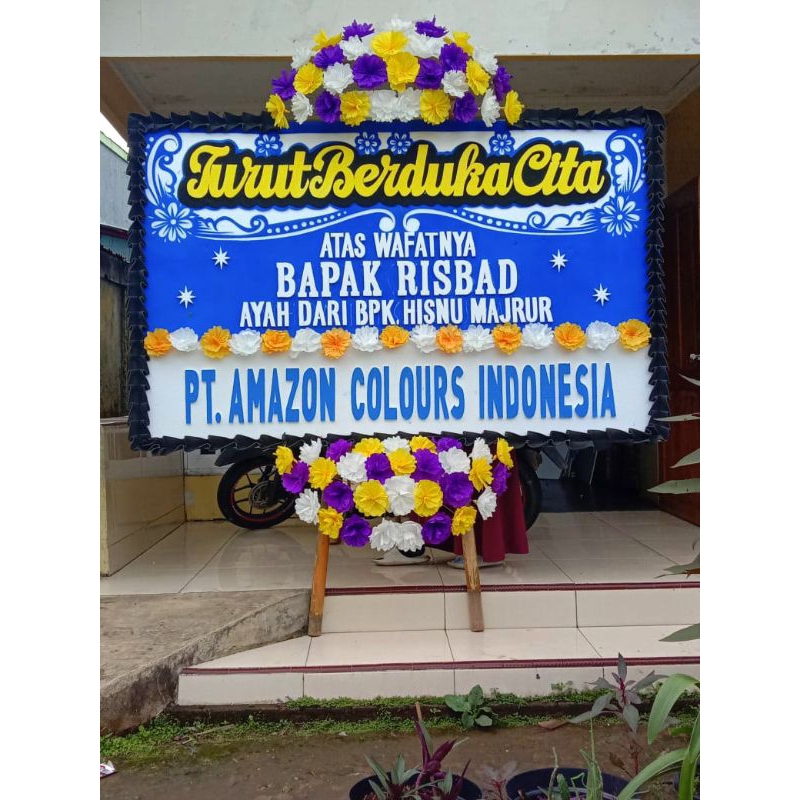 Turut Berduka Cita
ATAS WAFATNYA
BAPAK RISBAD
AYAH DARI BPK. HISNU MAJRUR
PT. AMAZON COLOURS INDONESIA